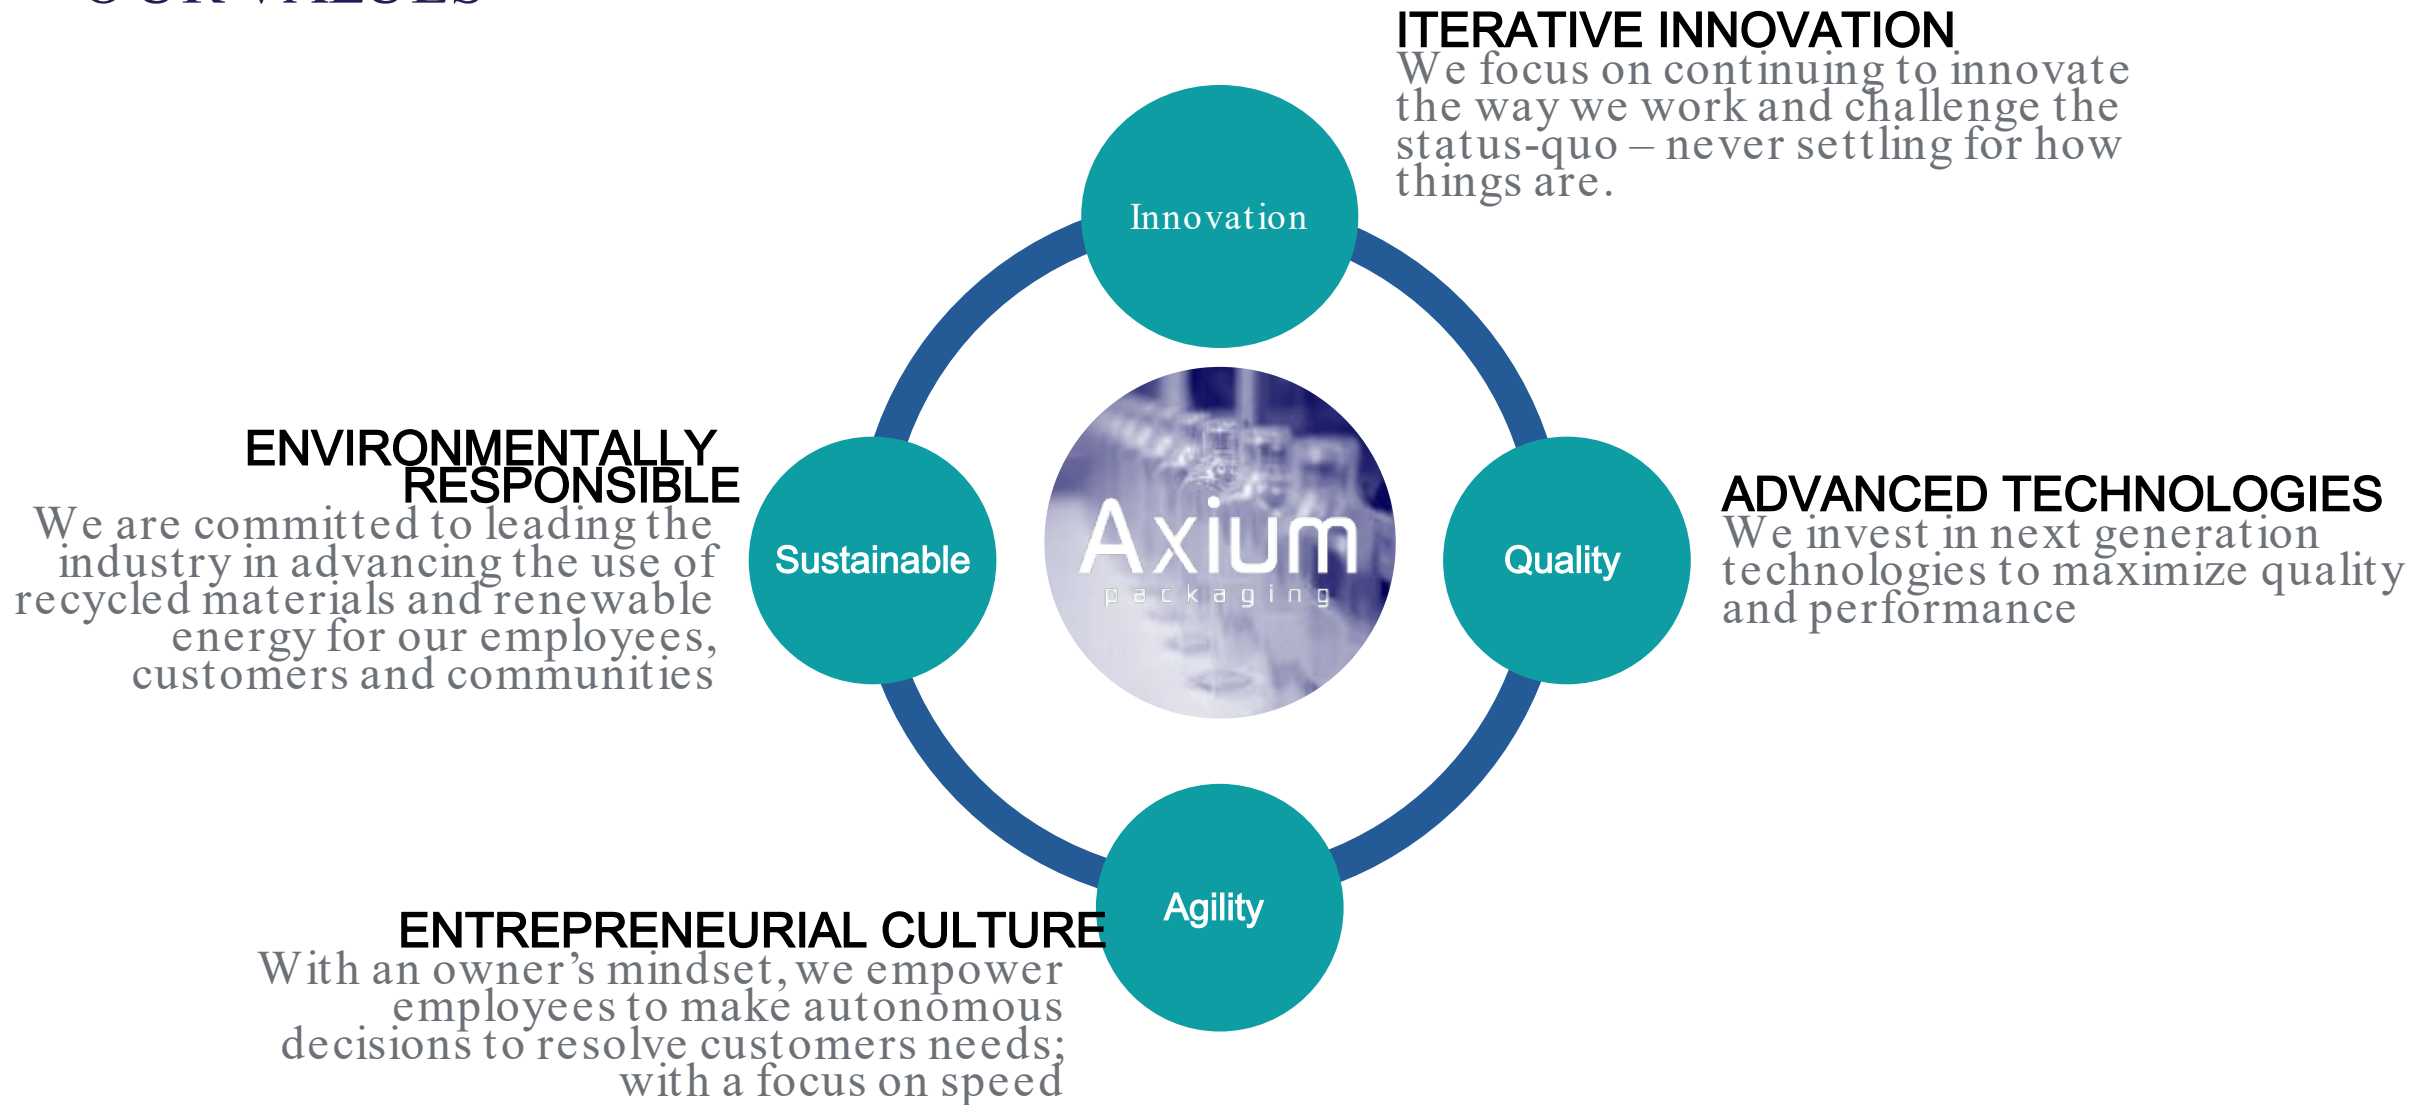 OUR VALUES
ITERATIVE INNOVATION
We focus on continuing to innovate
the way we work and challenge the
status-quo – never settling for how
things are.
Innovation
ENVIRONMENTALLY
RESPONSIBLE
We are committed to leading the
industry in advancing the use of
recycled materials and renewable
energy for our employees,
customers and communities
Sustainable
Axium
packaging
Quality
ADVANCED TECHNOLOGIES
We invest in next generation
technologies to maximize quality
and performance
Agility
ENTREPRENEURIAL CULTURE
With an owner’s mindset, we empower
employees to make autonomous
decisions to resolve customers needs;
with a focus on speed